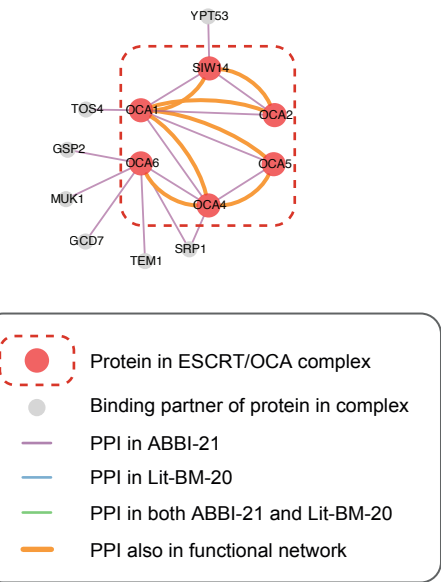 YPT53
SIW14
TOS4
OCA1
OCA2
GSP2
OCA6
OCA5
MUK1
OCA4
GCD7
SRP1
TEM1
Protein in ESCRT/OCA complex
Binding partner of protein in complex
PPI in ABBI-21
PPI in Lit-BM-20
PPI in both ABBI-21 and Lit-BM-20
PPI also in functional network